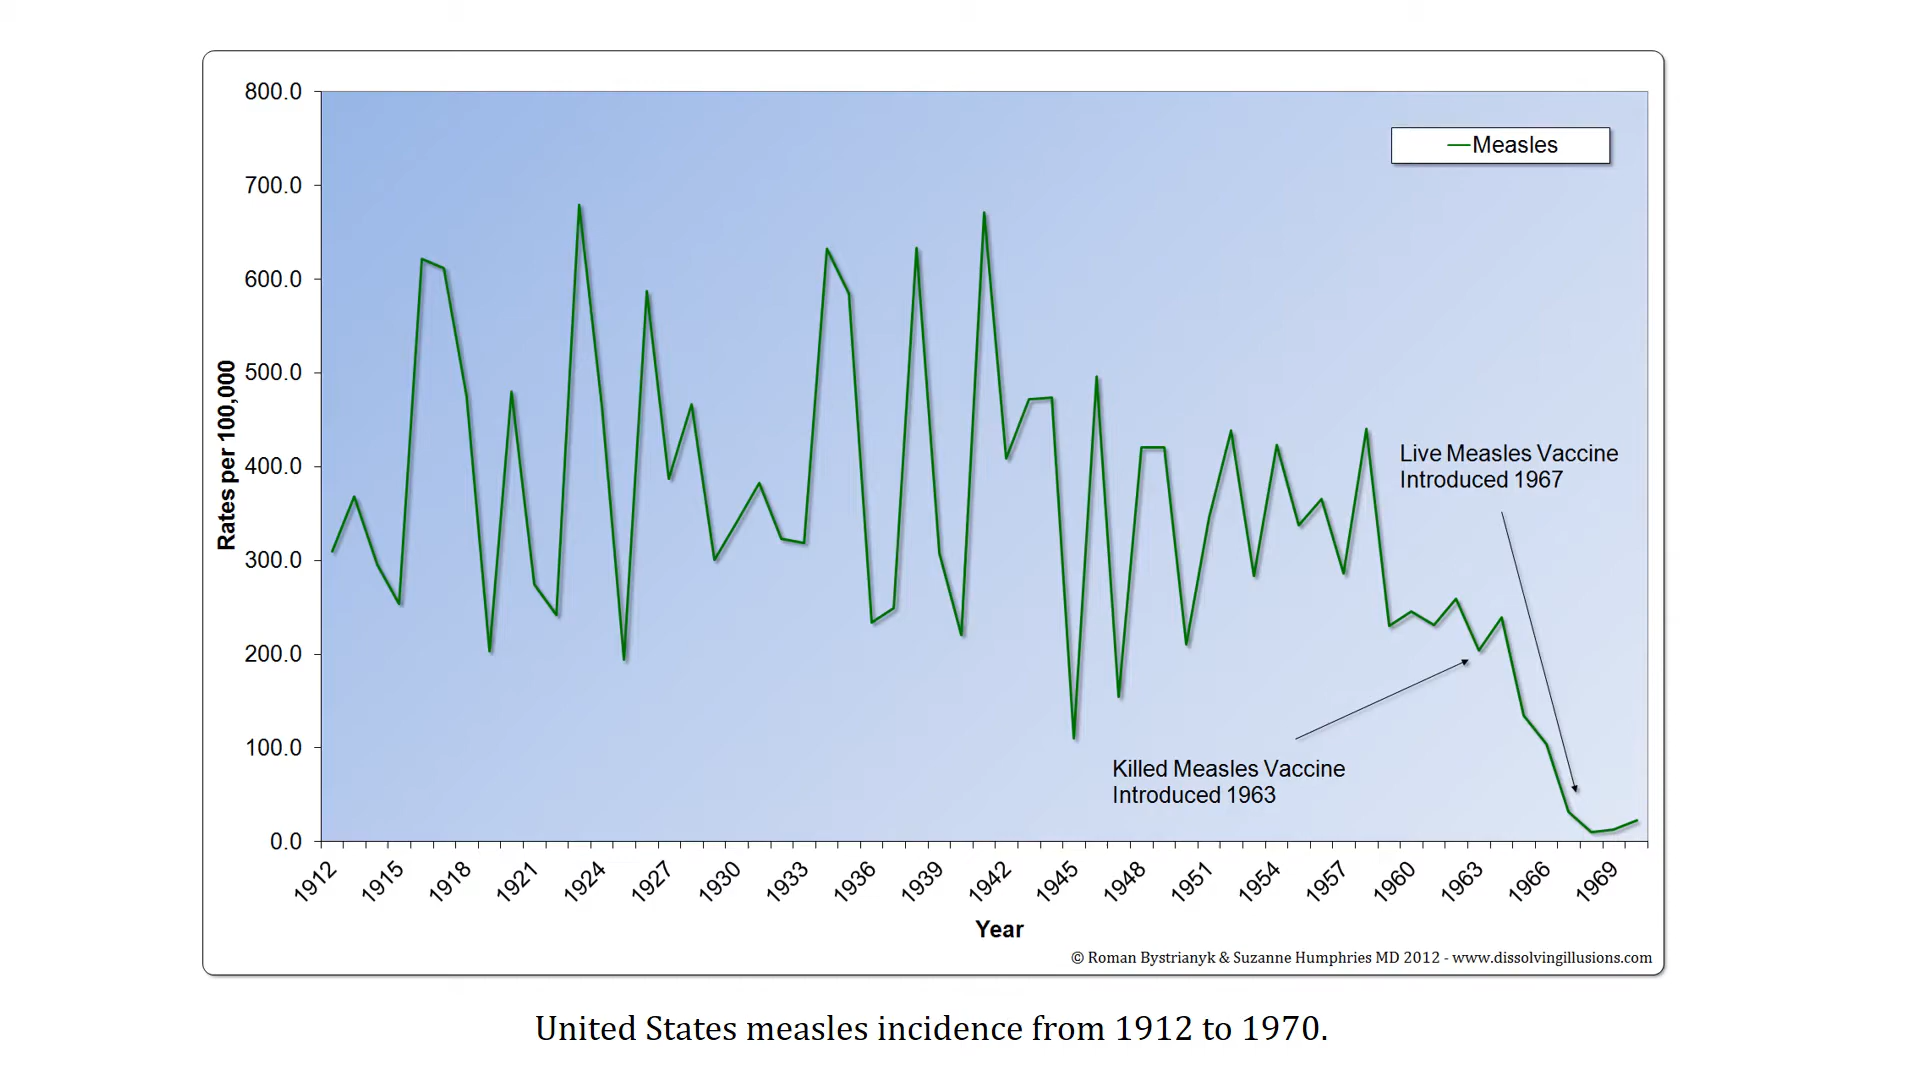 800.0
700.0
600.0
500.0
400.0
300.0
200.0
100.0
0.0
Rates per 100,000
Measles
Live Measles Vaccine
Introduced 1967
Killed Measles Vaccine
Introduced 1963
1912 1915 1918 1921 1924 1927 1930 1933 1936 1939 1942 1945 1948 1951 1954 1957 1960 1963 1966 1969
Year
© Roman Bystrianyk & Suzanne Humphries MD 2012 - www.dissolvingillusions.com
United States measles incidence from 1912 to 1970.